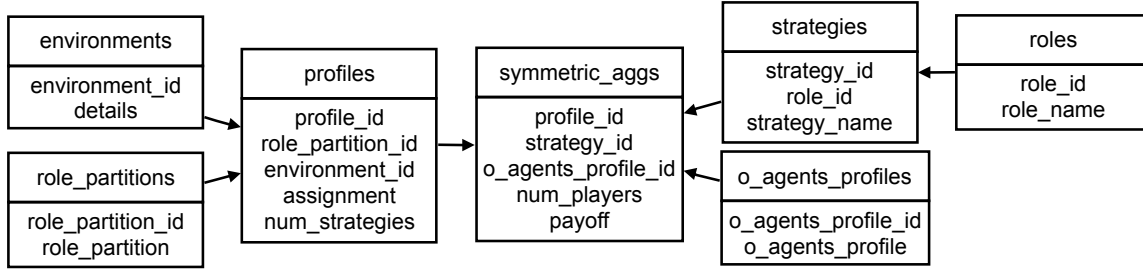 environments
environment_id
details
role_partitions
role_partition_id
role_partition
profiles
profile_id
role_partition_id
environment_id
assignment
num_strategies
symmetric_aggs
profile_id
strategy_id
o_agents_profile_id
num_players
payoff
strategies
strategy_id
role_id
strategy_name
o_agents_profiles
o_agents_profile_id
o_agents_profile
roles
role_id
role_name